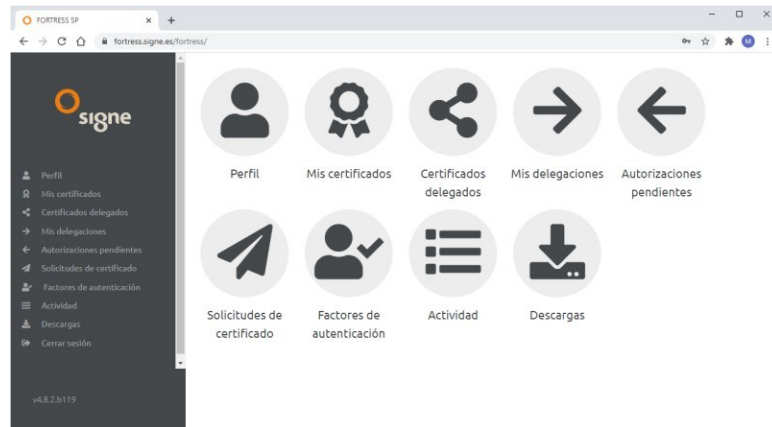 FORTRESS SP
fortress.signe.es/fortress/
M
signe
Perfil
Mis certificados
Certificados delegados
Mis delegaciones
Autorizaciones pendientes
Solicitudes de certificado
Factores de autenticación
Actividad
Descargas
Cerrar sesión
v4.8.2.b119
Perfil
Mis certificados
Certificados
delegados
Mis delegaciones
Autorizaciones
pendientes
Solicitudes de
certificado
Factores de
autenticación
Actividad
Descargas